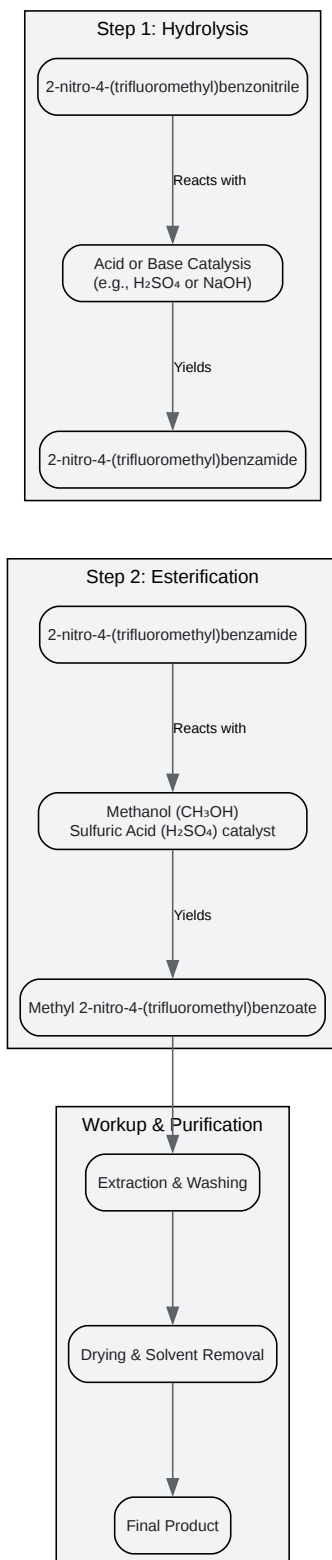 Step 1: Hydrolysis
2-nitro-4-(trifluoromethyl)benzonitrile
Reacts with
Acid or Base Catalysis
(e.g., H₂SO₄ or NaOH)
Yields
2-nitro-4-(trifluoromethyl)benzamide
Step 2: Esterification
2-nitro-4-(trifluoromethyl)benzamide
Reacts with
Methanol (CH₃OH)
Sulfuric Acid (H₂SO₄) catalyst
Yields
Methyl 2-nitro-4-(trifluoromethyl)benzoate
Workup & Purification
Extraction & Washing
Drying & Solvent Removal
Final Product